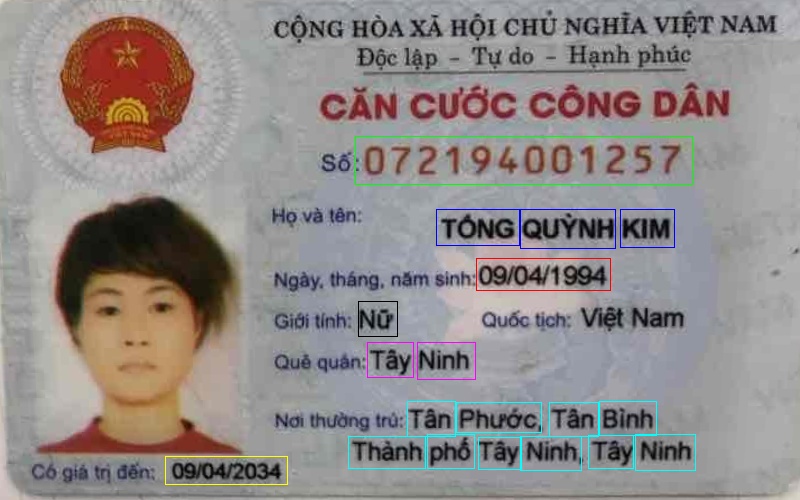 CỘNG HÒA XÃ HỘI CHỦ NGHĨA VIỆT NAM
Độc lập - Tự do - Hạnh phúc
CĂN CƯỚC CÔNG DÂN
Số: 072194001257
Họ và tên: TỐNG QUỲNH KIM
Ngày, tháng, năm sinh: 09/04/1994
Giới tính: Nữ Quốc tịch: Việt Nam
Quê quán: Tây Ninh
Nơi thường trú: Tân Phước, Tân Bình
Thành phố Tây Ninh, Tây Ninh
Có giá trị đến: 09/04/2034